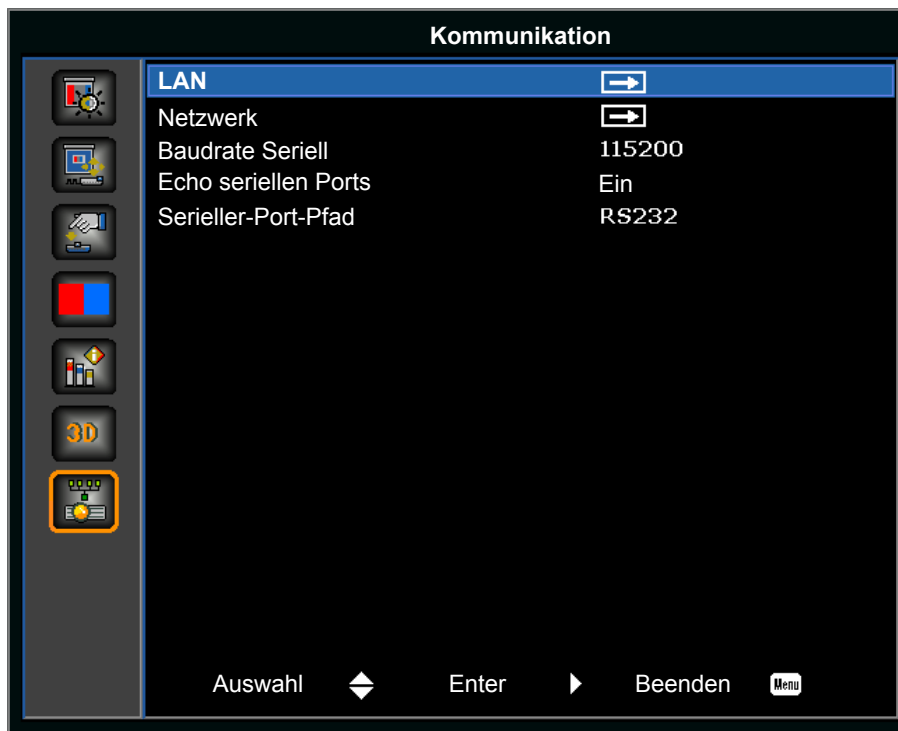 Kommunikation
LAN
Netzwerk
Baudrate Seriell 115200
Echo seriellen Ports Ein
Serieller-Port-Pfad RS232
3D
Auswahl Enter Beenden Menu